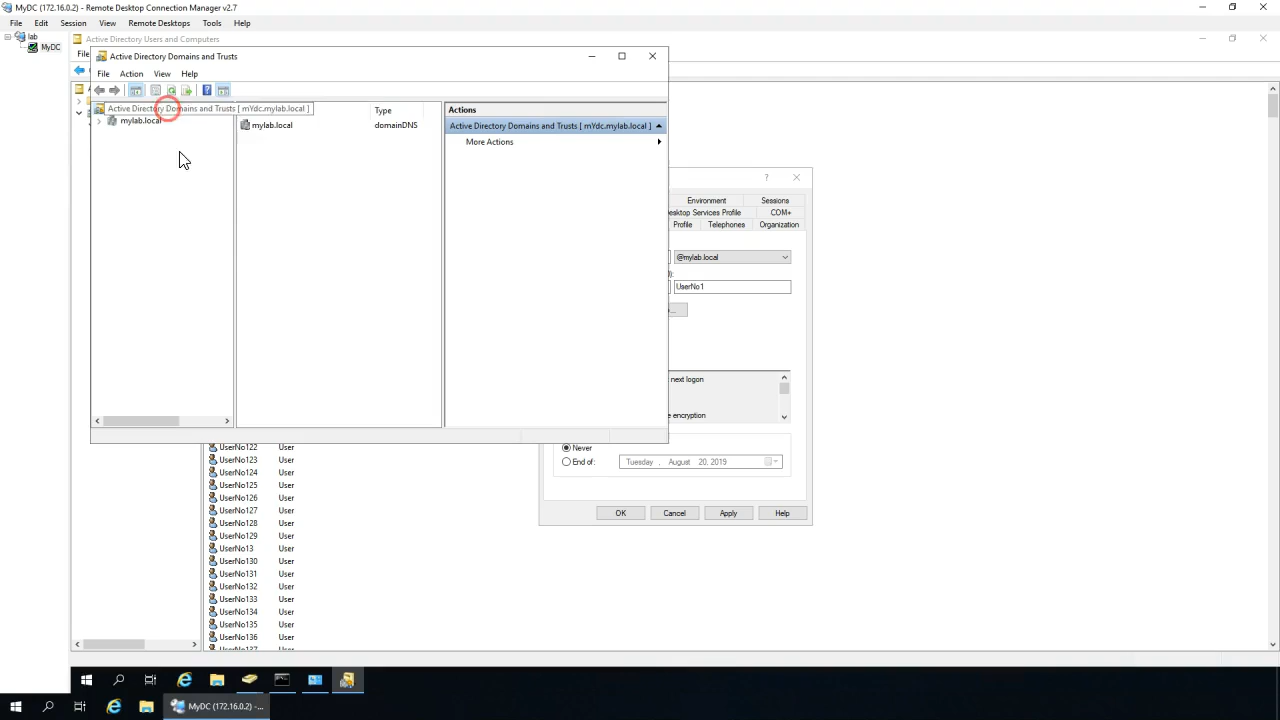 MyDC (172.16.0.2) - Remote Desktop Connection Manager v2.7
File Edit Session View Remote Desktops Tools Help
lab
MyDC
Active Directory Users and Computers
Fil
Active Directory Domains and Trusts
File Action View Help
Active Directory Domains and Trusts [ mYdc.mylab.local ]
mylab.local
Type
mylab.local domainDNS
Actions
Active Directory Domains and Trusts [ mYdc.mylab.local ]
More Actions
Environment Sessions
esktop Services Profile COM+
Profile Telephones Organization
@mylab.local
UserNo1
...
next logon
e encryption
Never
End of: Tuesday , August 20, 2019
OK Cancel Apply Help
UserNo122 User
UserNo123 User
UserNo124 User
UserNo125 User
UserNo126 User
UserNo127 User
UserNo128 User
UserNo129 User
UserNo13 User
UserNo130 User
UserNo131 User
UserNo132 User
UserNo133 User
UserNo134 User
UserNo135 User
UserNo136 User
UserNo137 User
MyDC (172.16.0.2) -...